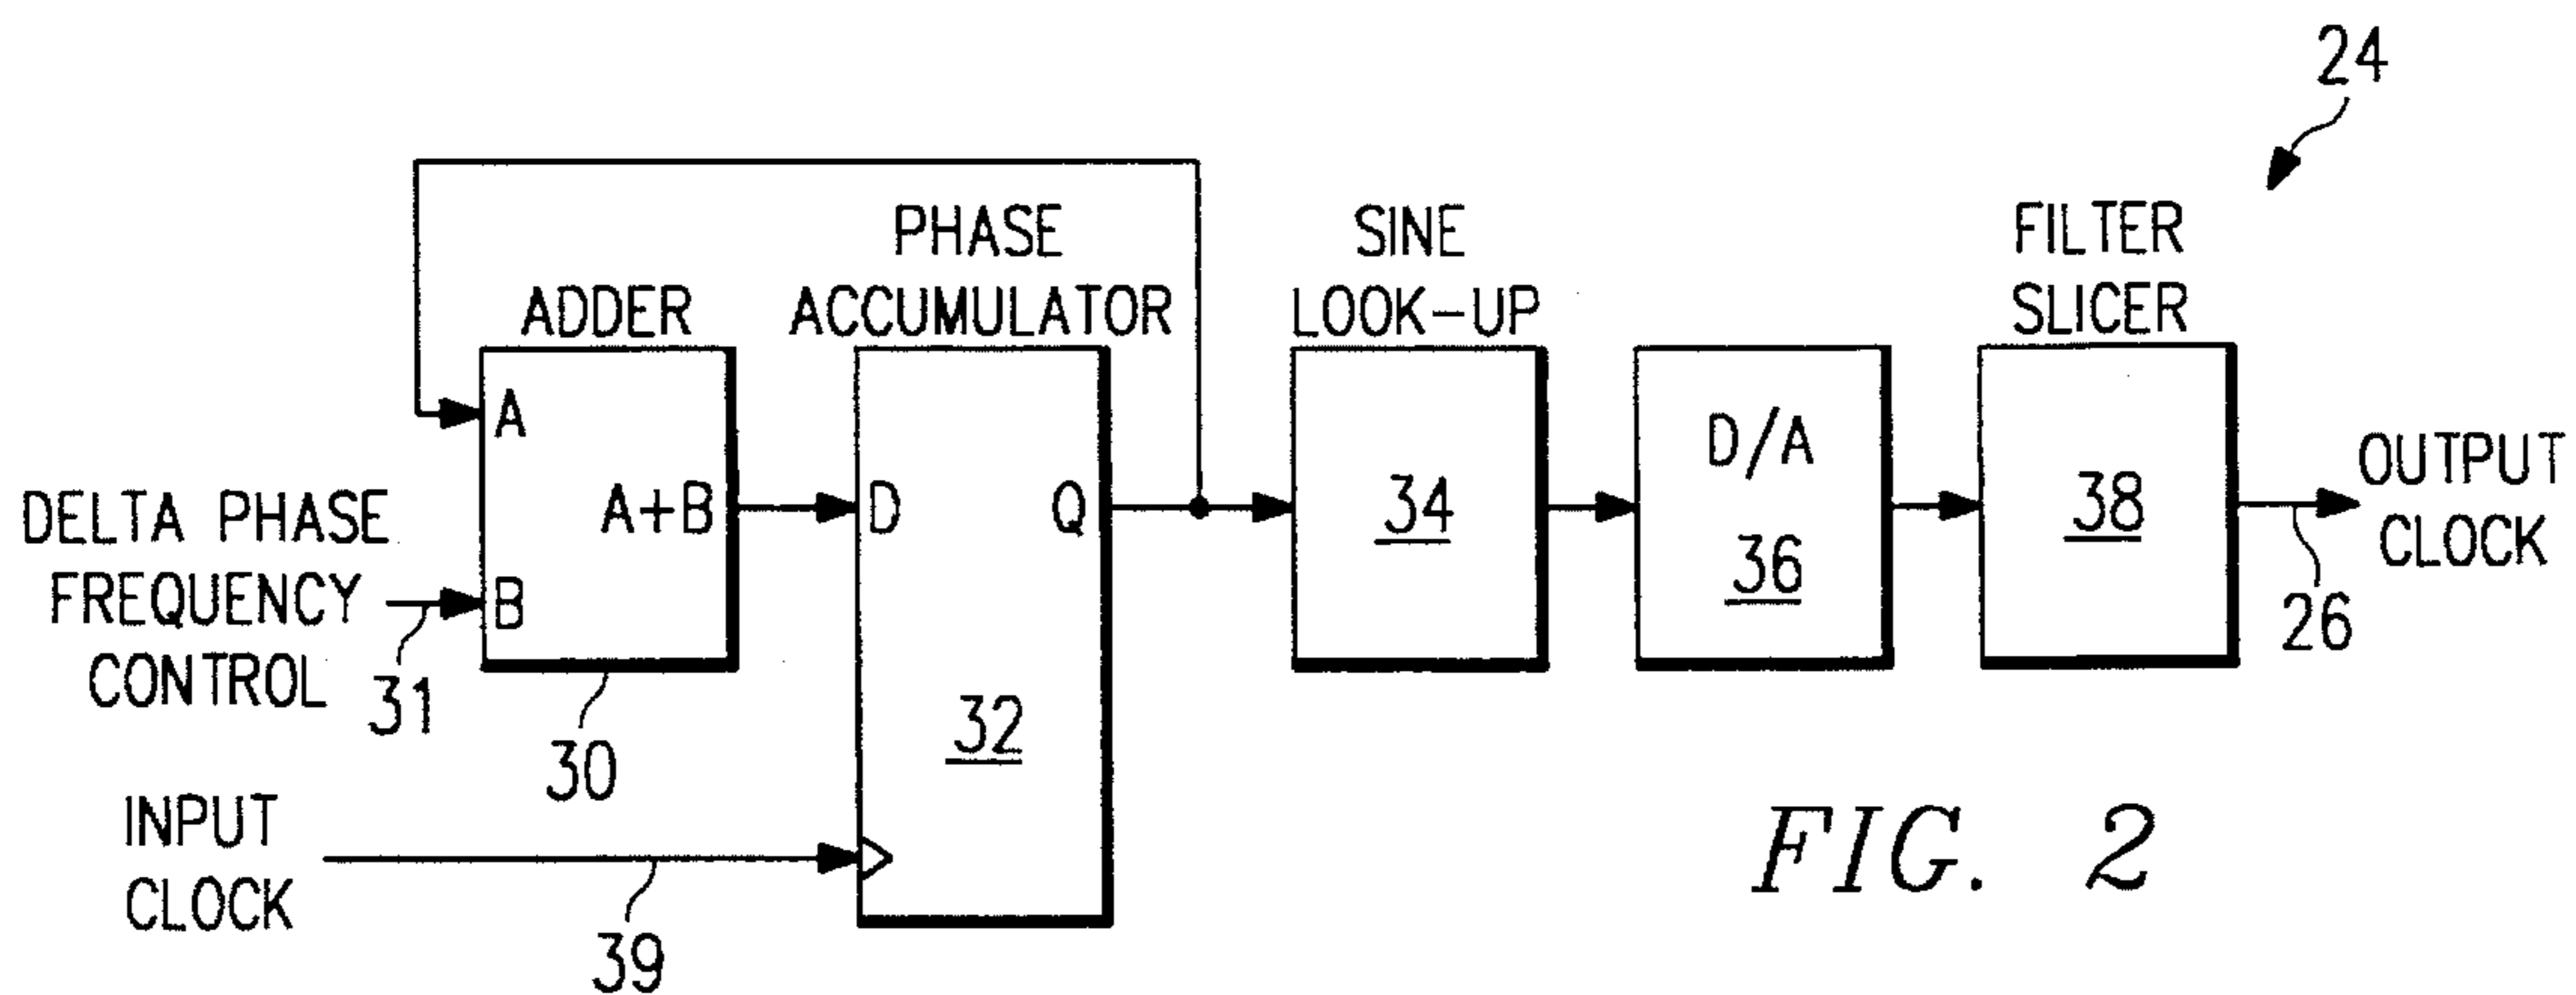 24
PHASE
ACCUMULATOR
SINE
LOOK-UP
FILTER
SLICER
ADDER
A
A+B
B
D
Q
34
D/A
36
38
OUTPUT
CLOCK
26
DELTA PHASE
FREQUENCY
CONTROL
31
30
32
INPUT
CLOCK
39
FIG. 2